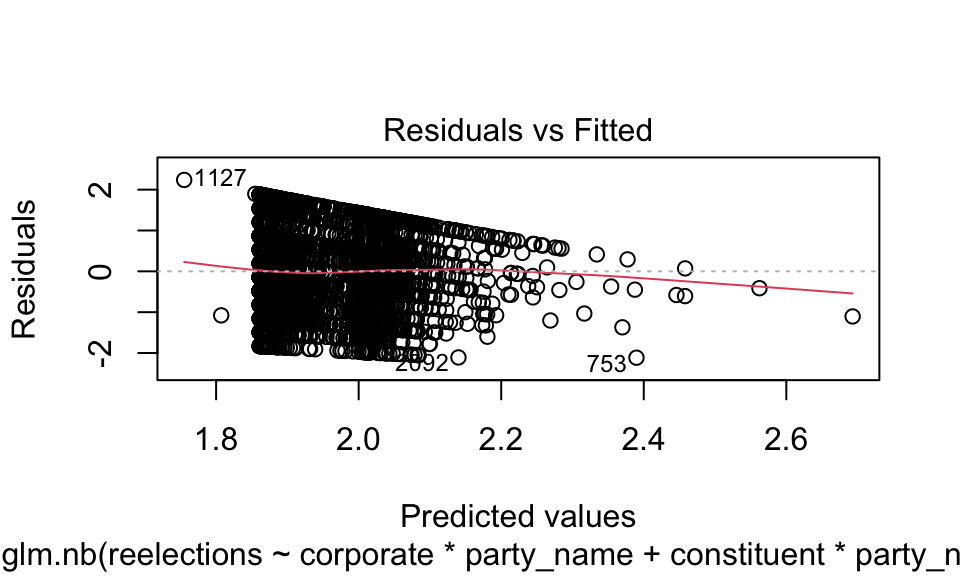 Residuals vs Fitted
Residuals
2
0
-2
1127
2092
753
1.8 2.0 2.2 2.4 2.6
Predicted values
glm.nb(reelections ~ corporate * party_name + constituent * party_n